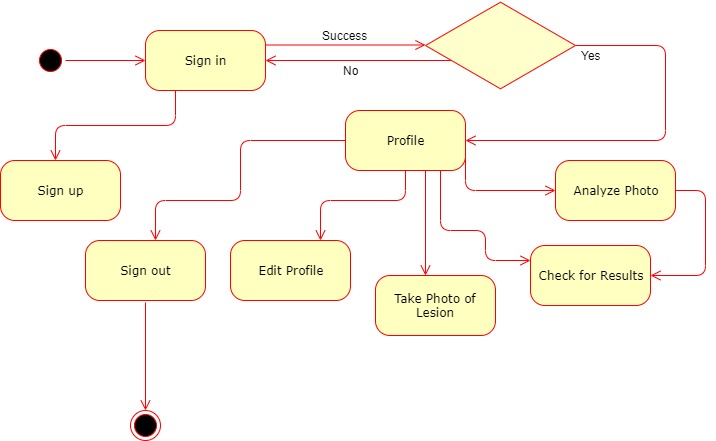 Success
Sign in
No
Yes
Profile
Sign up
Analyze Photo
Sign out
Edit Profile
Check for Results
Take Photo of
Lesion